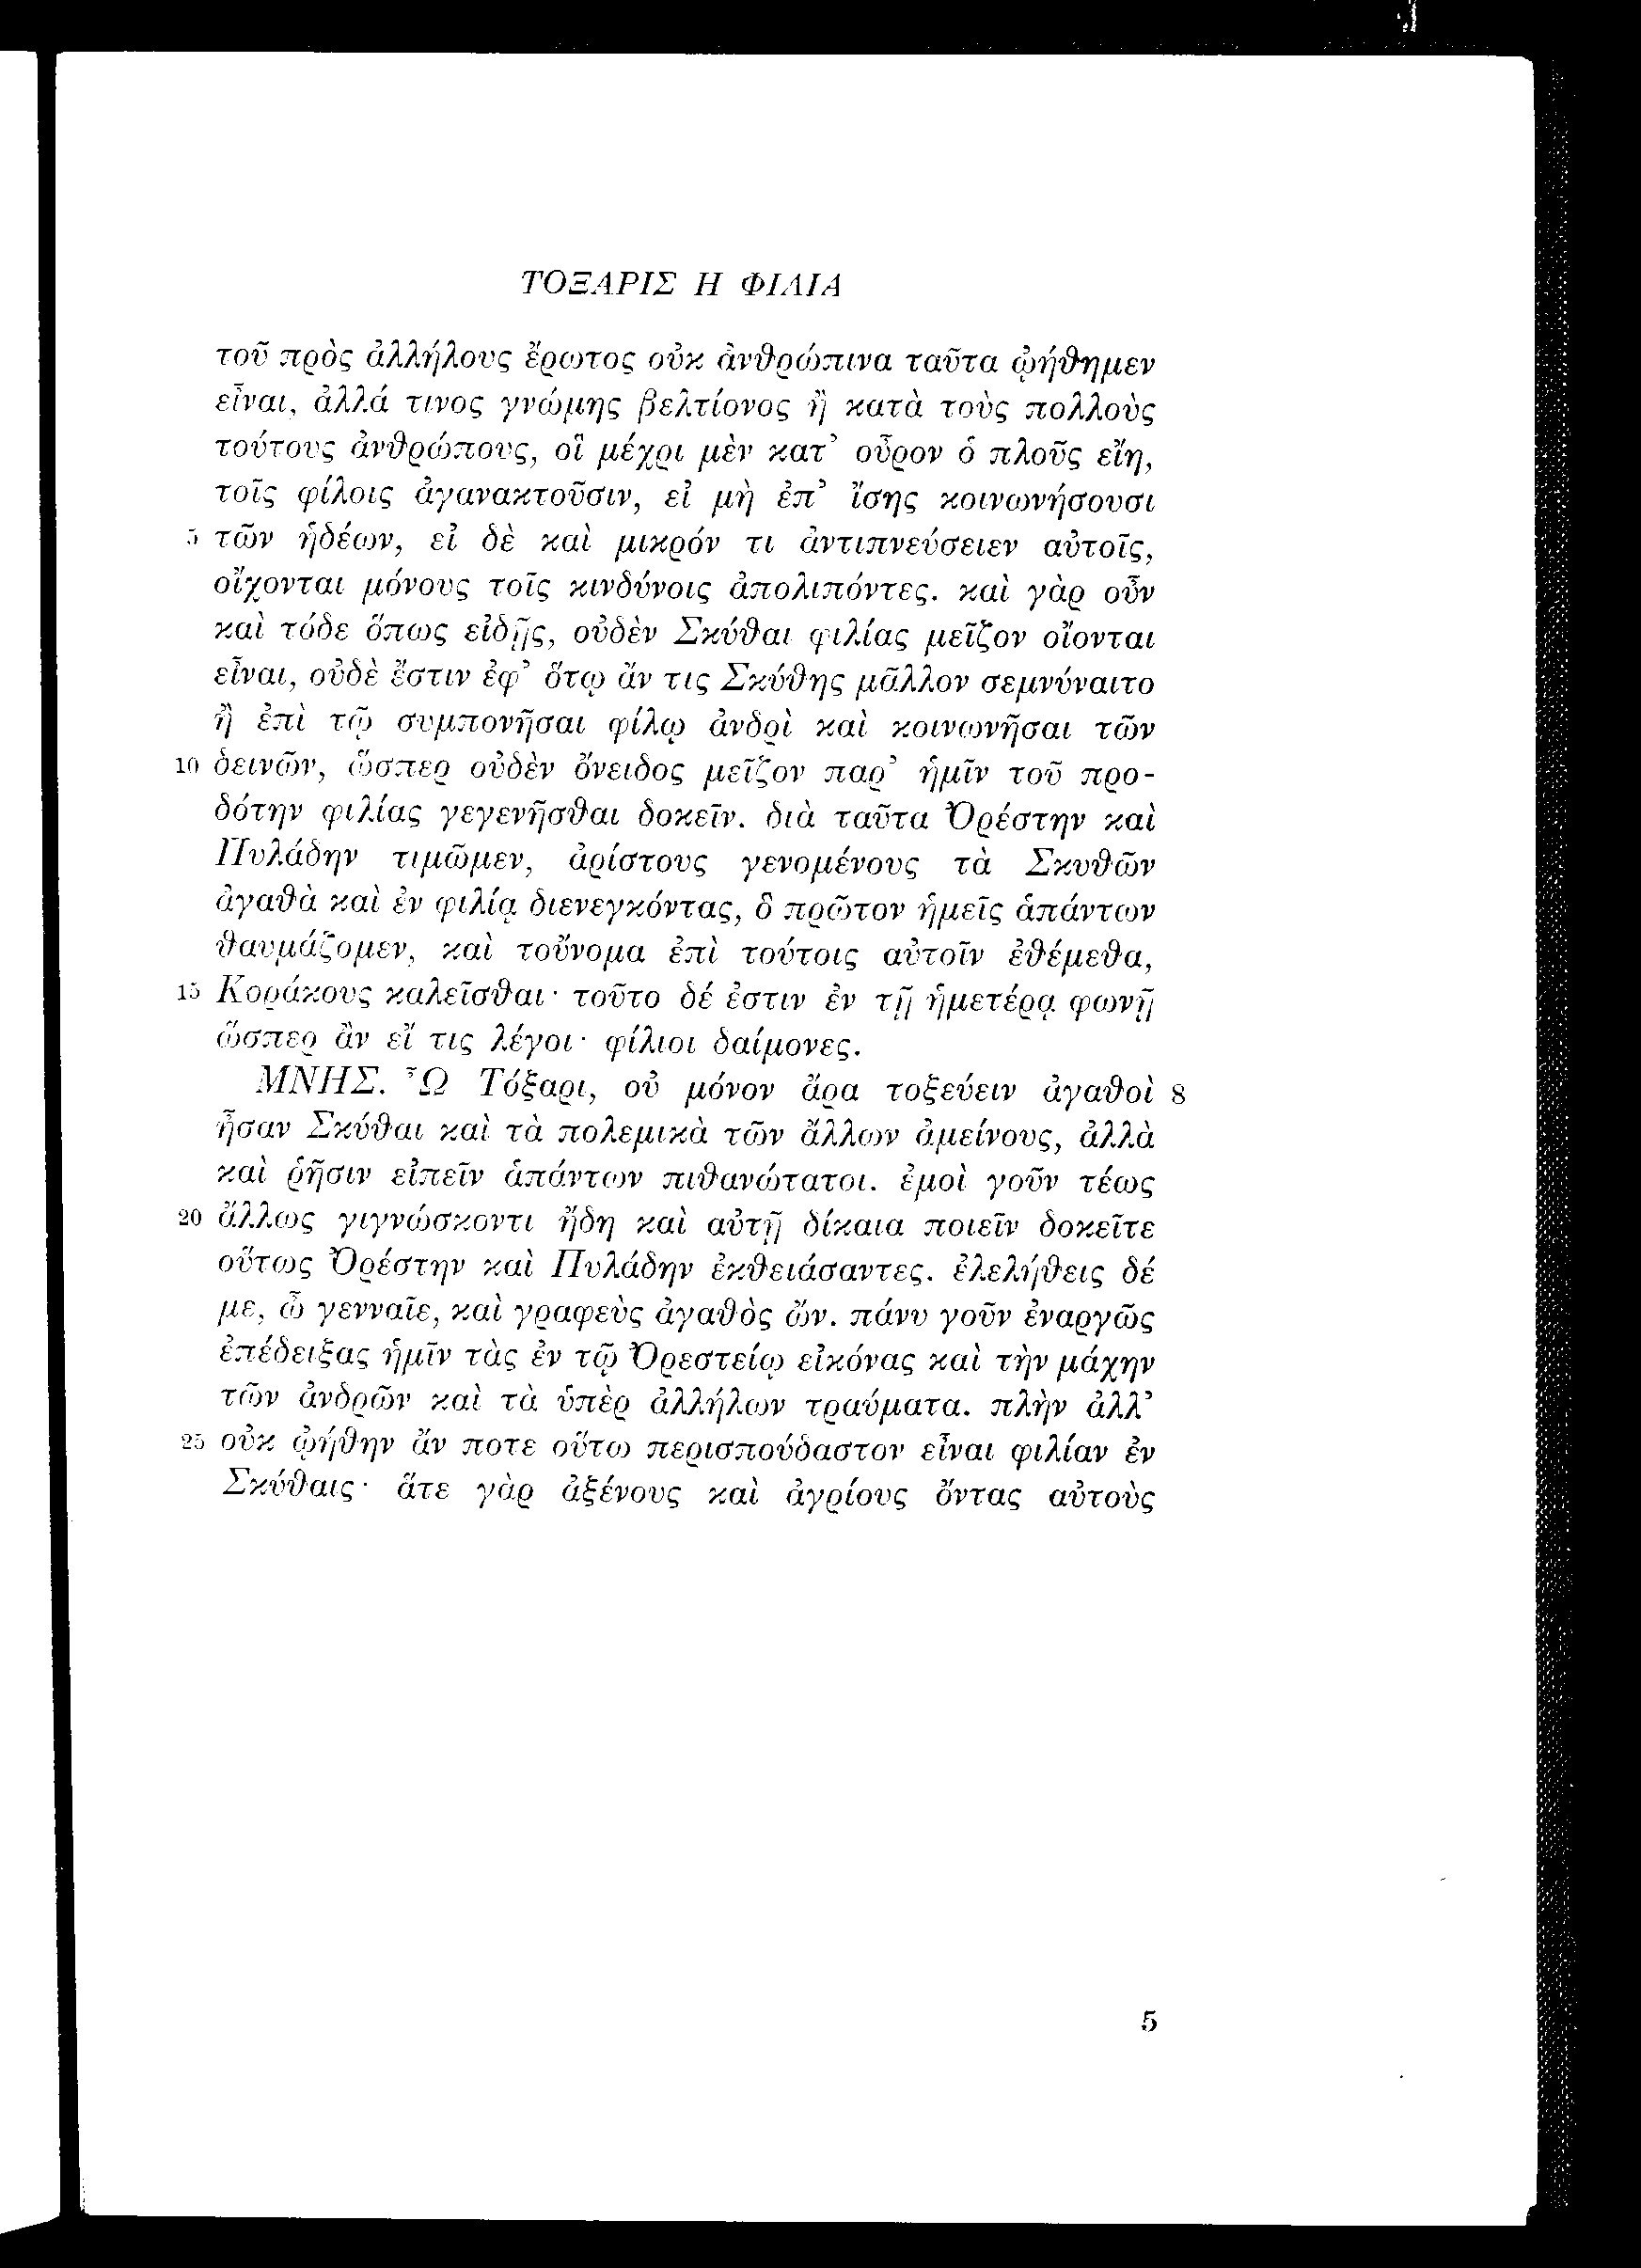 ΤΟΞΑΡΙΣ Η ΦΙΛΙΑ
τοῦ πρὸς ἀλλήλους ἔρωτος οὐκ ἀνθρώπινα ταῦτα ᾠήθημεν
εἶναι, ἀλλά τινος γνώμης βελτίονος ἢ κατὰ τοὺς πολλοὺς
τούτους ἀνθρώπους, οἳ μέχρι μὲν κατ’ οὖρον ὁ πλοῦς εἴη,
τοῖς φίλοις ἀγανακτοῦσιν, εἰ μὴ ἐπ’ ἴσης κοινωνήσουσι
5 τῶν ἡδέων, εἰ δὲ καὶ μικρόν τι ἀντιπνεύσειεν αὐτοῖς,
οἴχονται μόνους τοῖς κινδύνοις ἀπολιπόντες. καὶ γὰρ οὖν
καὶ τόδε ὅπως εἰδῇς, οὐδὲν Σκύθαι φιλίας μεῖζον οἴονται
εἶναι, οὐδὲ ἔστιν ἐφ’ ὅτῳ ἄν τις Σκύθης μᾶλλον σεμνύναιτο
ἢ ἐπὶ τῷ συμπονῆσαι φίλῳ ἀνδρὶ καὶ κοινωνῆσαι τῶν
10 δεινῶν, ὥσπερ οὐδὲν ὄνειδος μεῖζον παρ’ ἡμῖν τοῦ προ-
δότην φιλίας γεγενῆσθαι δοκεῖν. διὰ ταῦτα Ὀρέστην καὶ
Πυλάδην τιμῶμεν, ἀρίστους γενομένους τὰ Σκυθῶν
ἀγαθὰ καὶ ἐν φιλίᾳ διενεγκόντας, ὃ πρῶτον ἡμεῖς ἁπάντων
θαυμάζομεν, καὶ τοὔνομα ἐπὶ τούτοις αὐτοῖν ἐθέμεθα,
15 Κοράκους καλεῖσθαι· τοῦτο δέ ἐστιν ἐν τῇ ἡμετέρᾳ φωνῇ
ὥσπερ ἂν εἴ τις λέγοι· φίλιοι δαίμονες.
ΜΝΗΣ. Ὦ Τόξαρι, οὐ μόνον ἄρα τοξεύειν ἀγαθοὶ 8
ἦσαν Σκύθαι καὶ τὰ πολεμικὰ τῶν ἄλλων ἀμείνους, ἀλλὰ
καὶ ῥῆσιν εἰπεῖν ἁπάντων πιθανώτατοι. ἐμοὶ γοῦν τέως
20 ἄλλως γιγνώσκοντι ἤδη καὶ αὐτῇ δίκαια ποιεῖν δοκεῖτε
οὕτως Ὀρέστην καὶ Πυλάδην ἐκθειάσαντες. ἐλελήθεις δέ
με, ὦ γενναῖε, καὶ γραφεὺς ἀγαθὸς ὤν. πάνυ γοῦν ἐναργῶς
ἐπέδειξας ἡμῖν τὰς ἐν τῷ Ὀρεστείῳ εἰκόνας καὶ τὴν μάχην
τῶν ἀνδρῶν καὶ τὰ ὑπὲρ ἀλλήλων τραύματα. πλὴν ἀλλ’
25 οὐκ ᾠήθην ἄν ποτε οὕτω περισπούδαστον εἶναι φιλίαν ἐν
Σκύθαις· ἅτε γὰρ ἀξένους καὶ ἀγρίους ὄντας αὐτοὺς
5